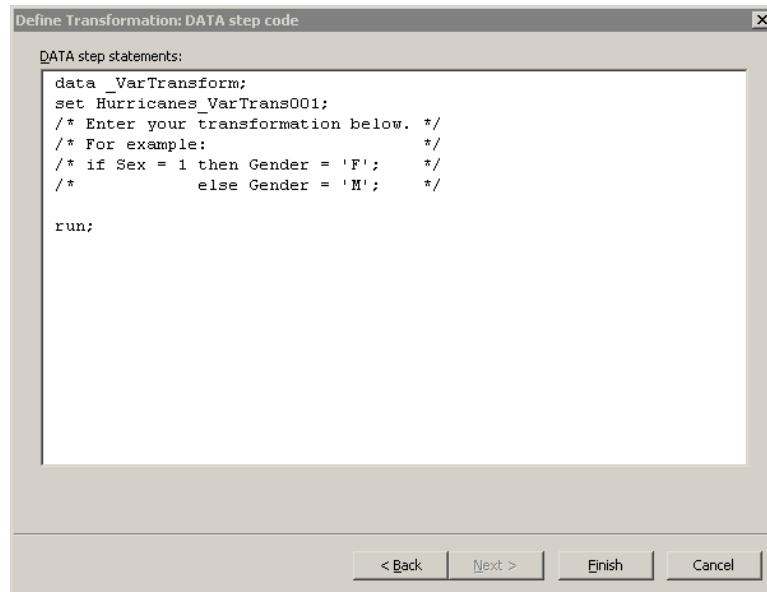 Define Transformation: DATA step code
DATA step statements:
data _VarTransform;
set Hurricanes_VarTrans001;
/* Enter your transformation below. */
/* For example:                     */
/* if Sex = 1 then Gender = 'F';    */
/*            else Gender = 'M';    */
run;
< Back
Next >
Finish
Cancel